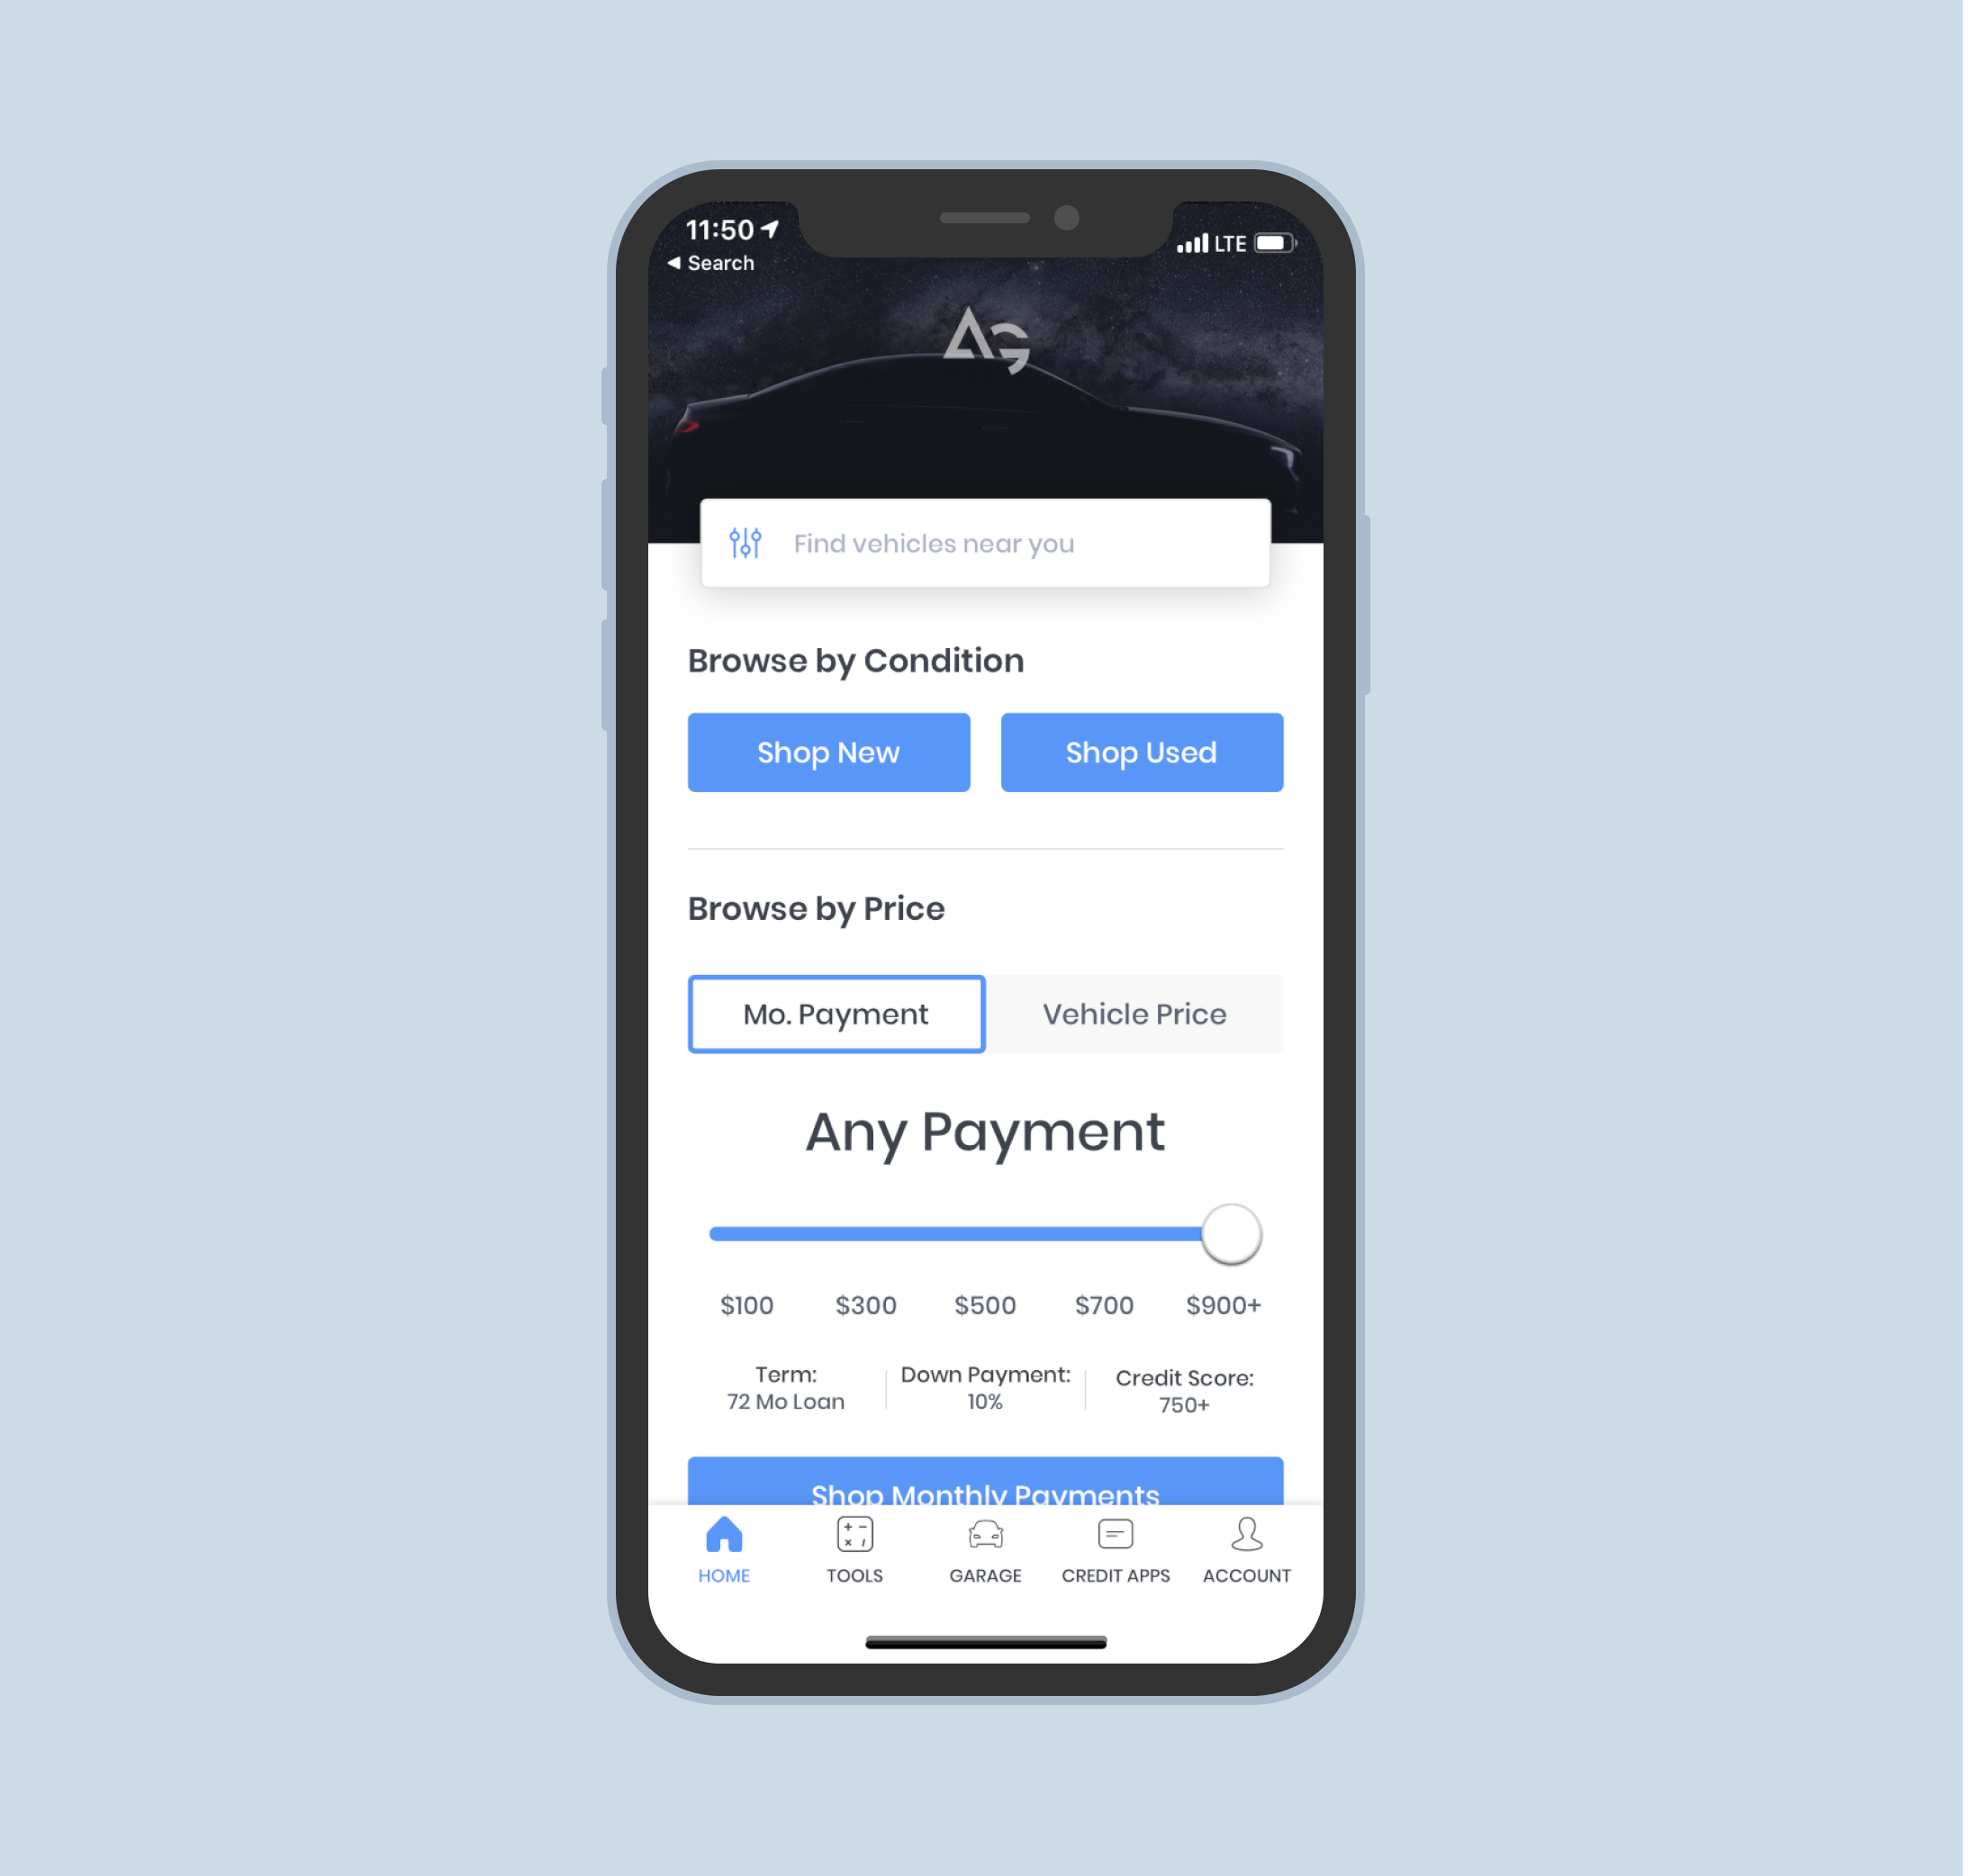 11:50
Search
LTE
AG
Find vehicles near you
Browse by Condition
Shop New
Shop Used
Browse by Price
Mo. Payment
Vehicle Price
Any Payment
$100 $300 $500 $700 $900+
Term:
72 Mo Loan
Down Payment:
10%
Credit Score:
750+
Shop Monthly Payments
HOME
TOOLS
GARAGE
CREDIT APPS
ACCOUNT